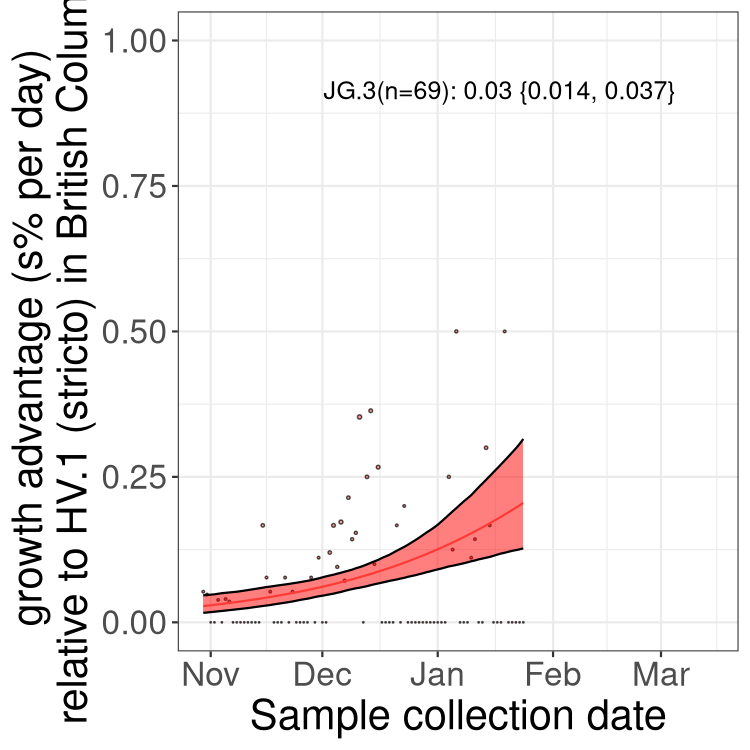 growth advantage (s% per day)
relative to HV.1 (stricto) in British Colum
1.00
JG.3(n=69): 0.03 {0.014, 0.037}
0.75
0.50
0.25
0.00
Nov Dec Jan Feb Mar
Sample collection date